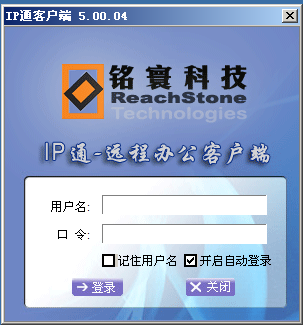 IP通客户端 5.00.04
铭寰科技
ReachStone
Technologies
IP通-远程办公客户端
用户名:
口 令:
记住用户名 开启自动登录
登录 关闭